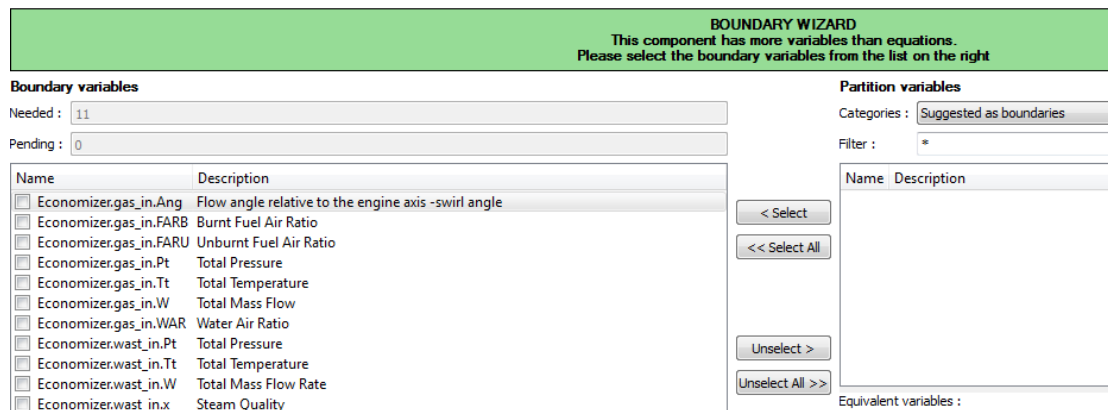 BOUNDARY WIZARD
This component has more variables than equations.
Please select the boundary variables from the list on the right
Boundary variables
Needed : 11
Pending : 0
Name Description
Economizer.gas_in.Ang Flow angle relative to the engine axis -swirl angle
Economizer.gas_in.FARB Burnt Fuel Air Ratio
Economizer.gas_in.FARU Unburnt Fuel Air Ratio
Economizer.gas_in.Pt Total Pressure
Economizer.gas_in.Tt Total Temperature
Economizer.gas_in.W Total Mass Flow
Economizer.gas_in.WAR Water Air Ratio
Economizer.wast_in.Pt Total Pressure
Economizer.wast_in.Tt Total Temperature
Economizer.wast_in.W Total Mass Flow Rate
Economizer.wast_in.x Steam Quality
< Select
<< Select All
Unselect >
Unselect All >>
Partition variables
Categories : Suggested as boundaries
Filter : *
Name Description
Equivalent variables :